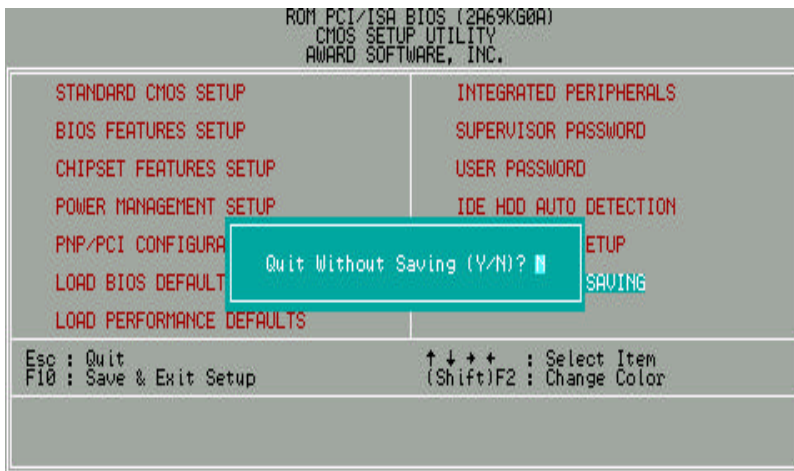 ROM PCI/ISA BIOS (2A69KG0A)
CMOS SETUP UTILITY
AWARD SOFTWARE, INC.
STANDARD CMOS SETUP
BIOS FEATURES SETUP
CHIPSET FEATURES SETUP
POWER MANAGEMENT SETUP
PNP/PCI CONFIGURA
LOAD BIOS DEFAULT
LOAD PERFORMANCE DEFAULTS
INTEGRATED PERIPHERALS
SUPERVISOR PASSWORD
USER PASSWORD
IDE HDD AUTO DETECTION
ETUP
SAVING
Quit Without Saving (Y/N)? N
Esc : Quit
F10 : Save & Exit Setup
↑ ↓ → ← : Select Item
(Shift)F2 : Change Color